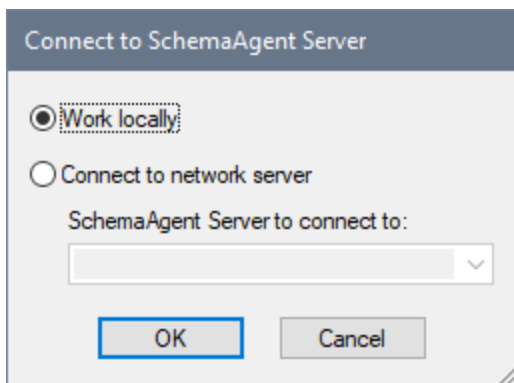 Connect to SchemaAgent Server
Work locally
Connect to network server
SchemaAgent Server to connect to:
OK Cancel